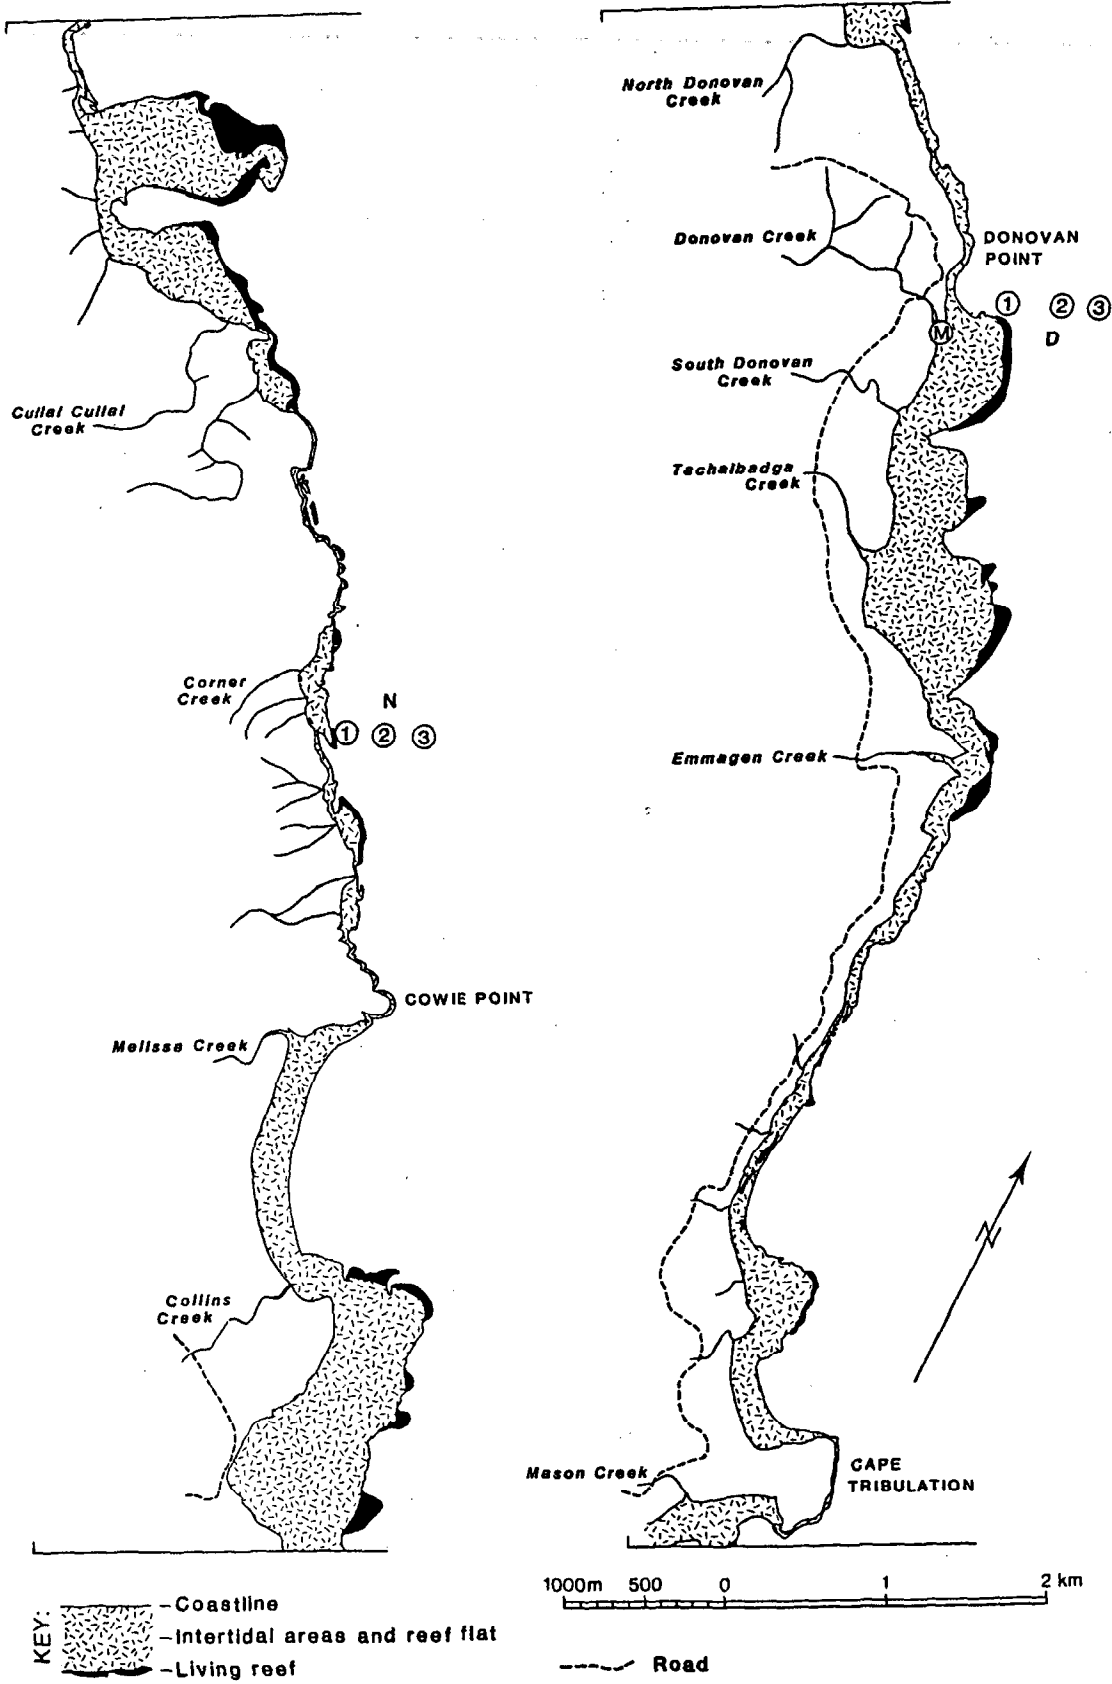 Cullal Cullal
Creek
Corner
Creek
N
1 2 3
COWIE POINT
Melissa Creek
Collins
Creek
North Donovan
Creek
Donovan Creek
DONOVAN
POINT
1 2 3
D
M
South Donovan
Creek
Tachalbadga
Creek
Emmagen Creek
N
Mason Creek
CAPE
TRIBULATION
1000m 500 0 1 2 km
KEY:
Coastline
Intertidal areas and reef flat
Living reef
Road